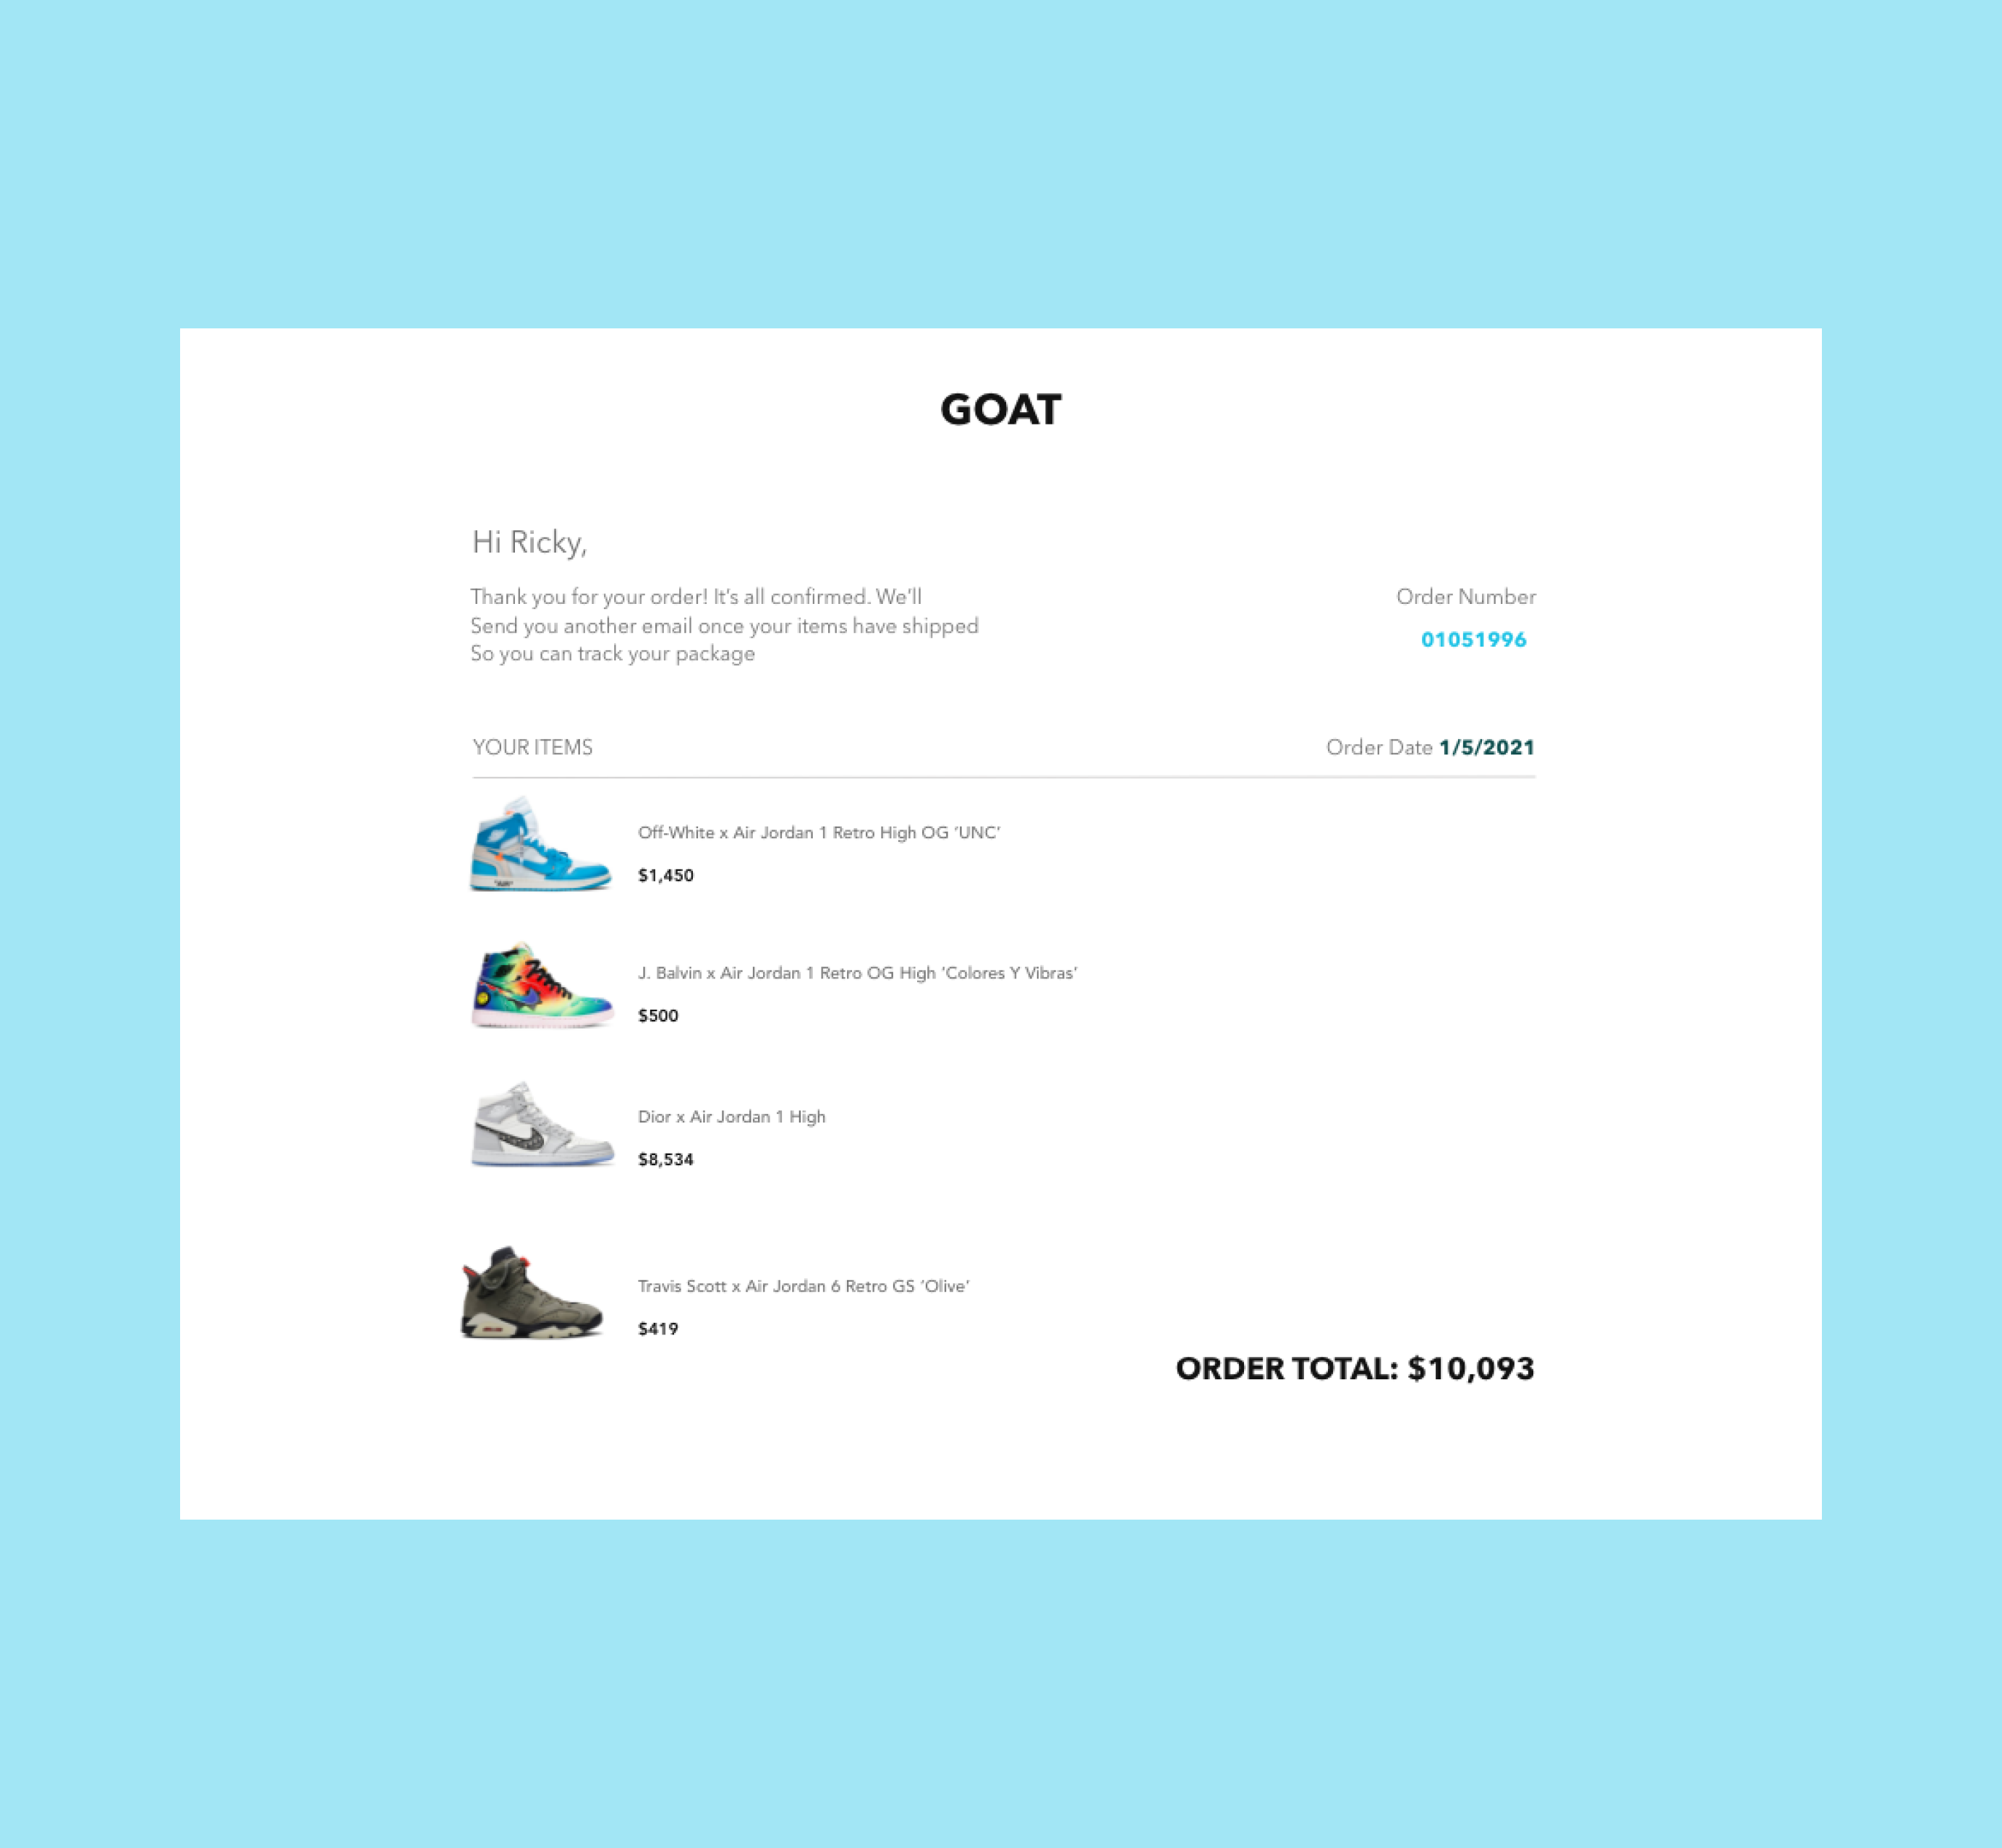 GOAT
Hi Ricky,
Thank you for your order! It's all confirmed. We'll
Send you another email once your items have shipped
So you can track your package
Order Number
01051996
YOUR ITEMS
Order Date 1/5/2021
Off-White x Air Jordan 1 Retro High OG 'UNC'
$1,450
J. Balvin x Air Jordan 1 Retro OG High 'Colores Y Vibras'
$500
Dior x Air Jordan 1 High
$8,534
Travis Scott x Air Jordan 6 Retro GS 'Olive'
$419
ORDER TOTAL: $10,093